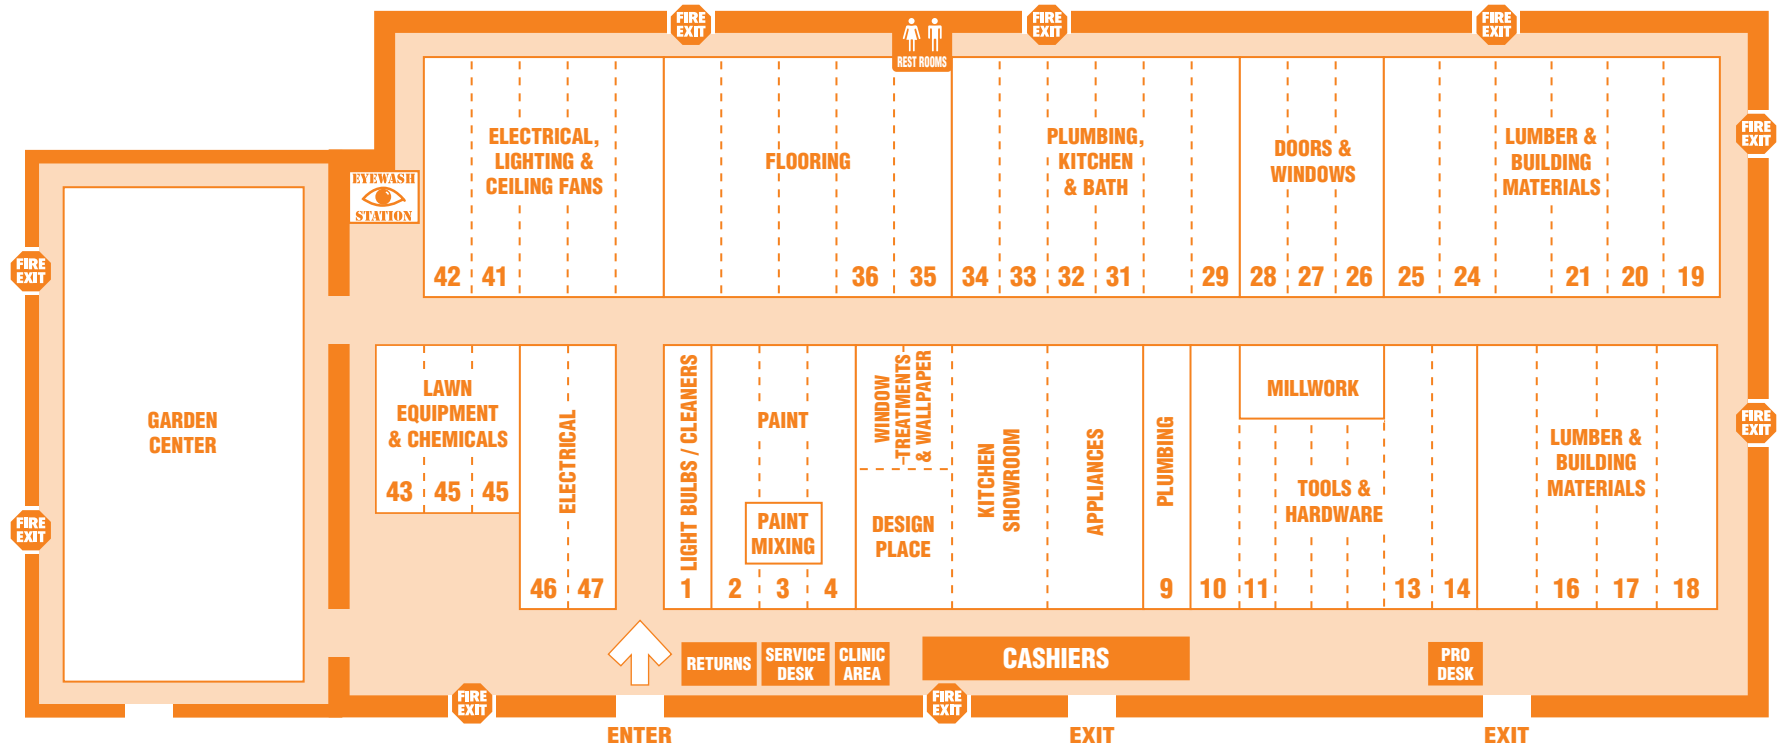 FIRE
EXIT
FIRE
EXIT
FIRE
EXIT
REST ROOMS
EYEWASH
STATION
ELECTRICAL,
LIGHTING &
CEILING FANS
FLOORING
PLUMBING,
KITCHEN
& BATH
DOORS &
WINDOWS
LUMBER &
BUILDING
MATERIALS
FIRE
EXIT
FIRE
EXIT
42 41 36 35 34 33 32 31 29 28 27 26 25 24 21 20 19
GARDEN
CENTER
LAWN
EQUIPMENT
& CHEMICALS
43 45 45
ELECTRICAL
46 47
LIGHT BULBS / CLEANERS
1
PAINT
PAINT
MIXING
2 3 4
WINDOW
TREATMENTS
& WALLPAPER
DESIGN
PLACE
KITCHEN
SHOWROOM
APPLIANCES
PLUMBING
9
MILLWORK
TOOLS &
HARDWARE
10 11 13 14
LUMBER &
BUILDING
MATERIALS
16 17 18
FIRE
EXIT
FIRE
EXIT
RETURNS
SERVICE
DESK
CLINIC
AREA
CASHIERS
PRO
DESK
FIRE
EXIT
FIRE
EXIT
ENTER
EXIT
EXIT